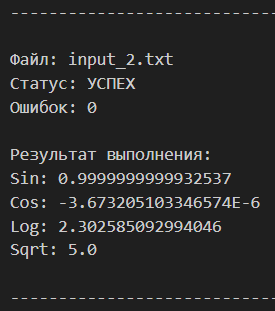 -----------------------------
Файл: input_2.txt
Статус: УСПЕХ
Ошибок: 0
Результат выполнения:
Sin: 0.9999999999932537
Cos: -3.673205103346574E-6
Log: 2.302585092994046
Sqrt: 5.0
-----------------------------